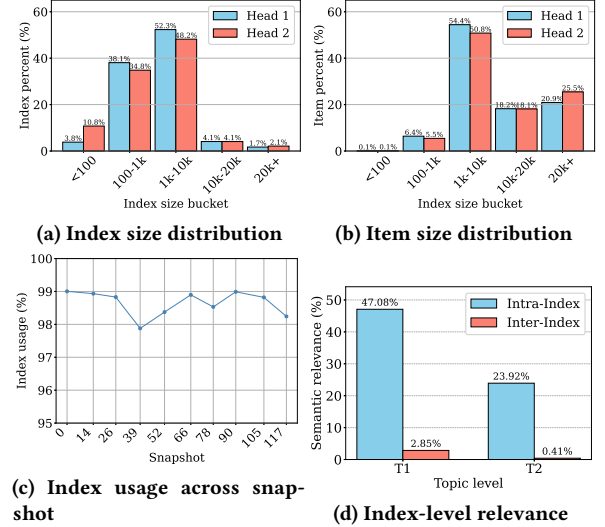 60
40
20
0
Index percent (%)
Head 1
Head 2
3.8%
10.8%
38.1%
34.8%
52.3%
48.2%
4.1%
4.1%
1.7%
2.1%
<100
100-1k
1k-10k
10k-20k
20k+
Index size bucket
(a) Index size distribution
60
40
20
0
Item percent (%)
Head 1
Head 2
0.1%
0.1%
6.4%
5.5%
54.4%
50.8%
18.2%
18.1%
20.9%
25.5%
<100
100-1k
1k-10k
10k-20k
20k+
Index size bucket
(b) Item size distribution
100
99
98
97
96
95
Index usage (%)
0
14
26
39
52
66
78
90
105
117
Snapshot
(c) Index usage across snap-
shot
50
40
30
20
10
0
Semantic relevance (%)
Intra-Index
Inter-Index
47.08%
2.85%
23.92%
0.41%
T1
T2
Topic level
(d) Index-level relevance